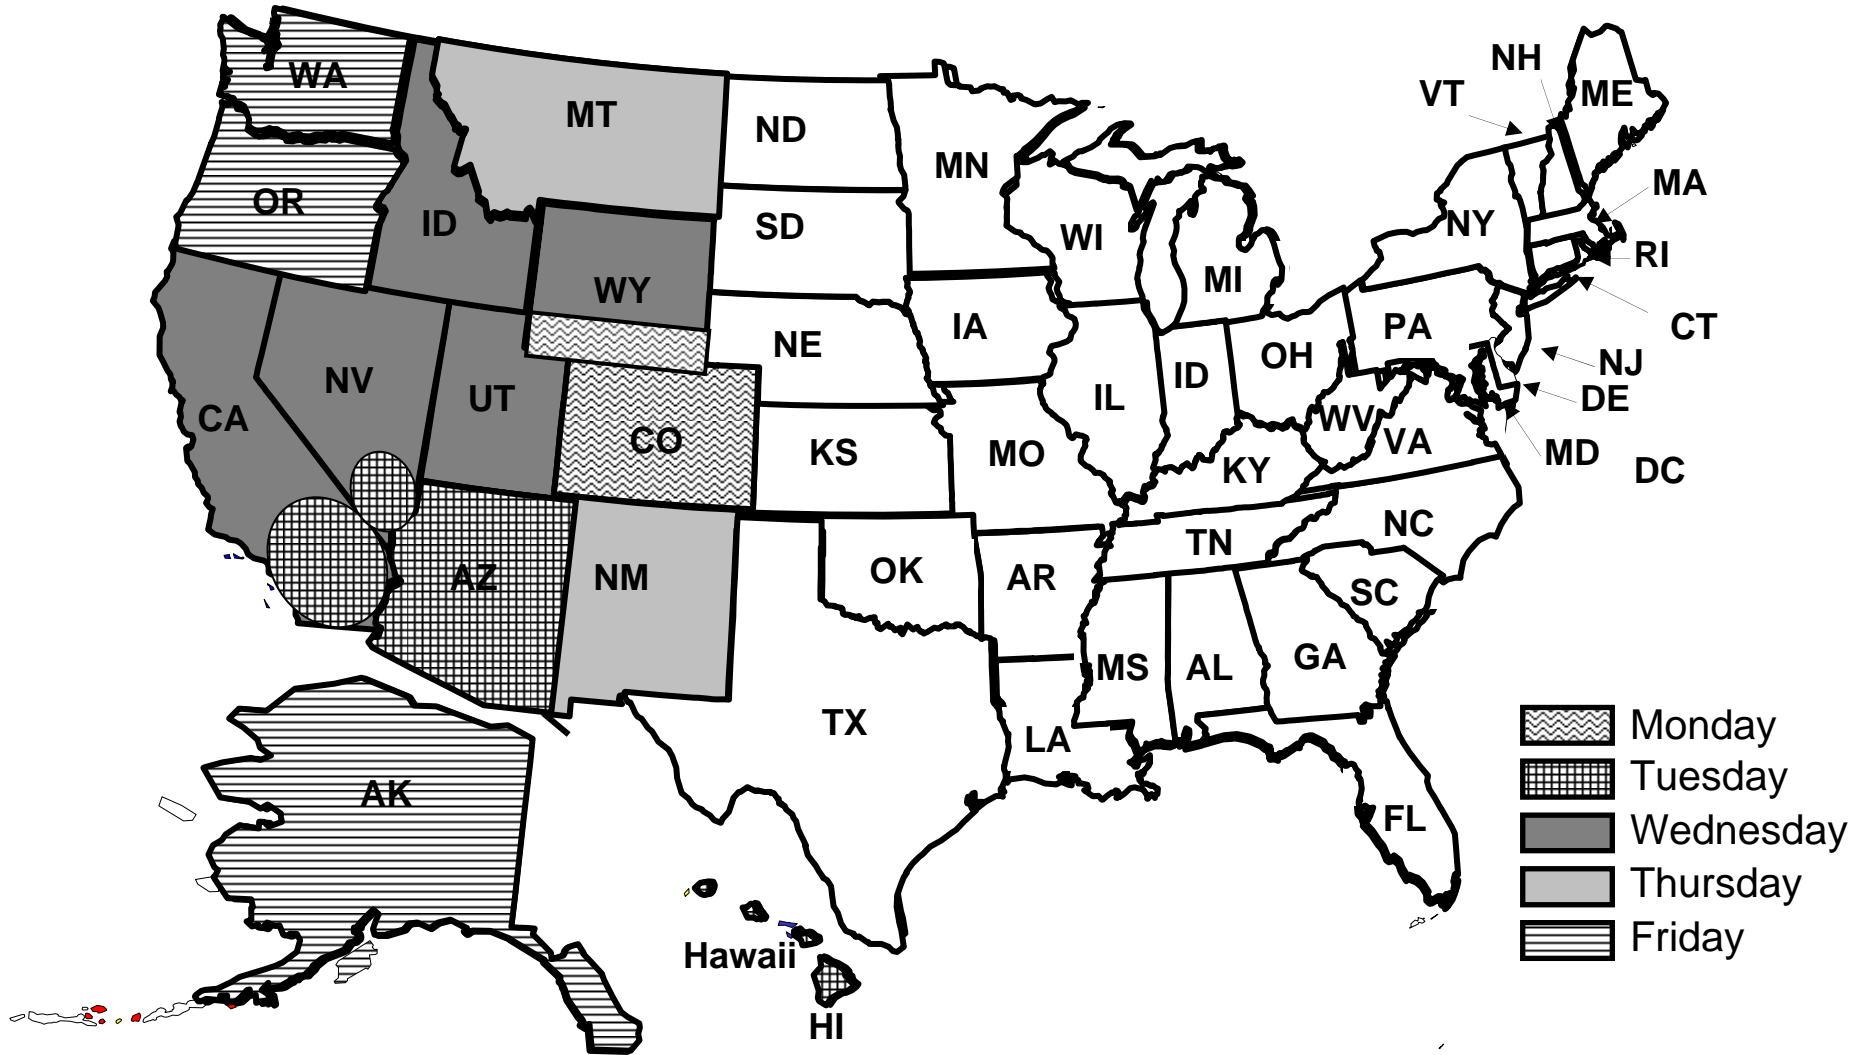 WA
MT
ND
MN
NH
VT
ME
OR
ID
SD
WI
MI
NY
MA
RI
WY
NE
IA
PA
CT
NV
UT
CO
KS
MO
IL
ID
OH
WV
VA
NJ
DE
MD
DC
CA
KY
AZ
NM
OK
AR
TN
NC
SC
MS
AL
GA
TX
LA
FL
AK
Hawaii
HI
Monday
Tuesday
Wednesday
Thursday
Friday